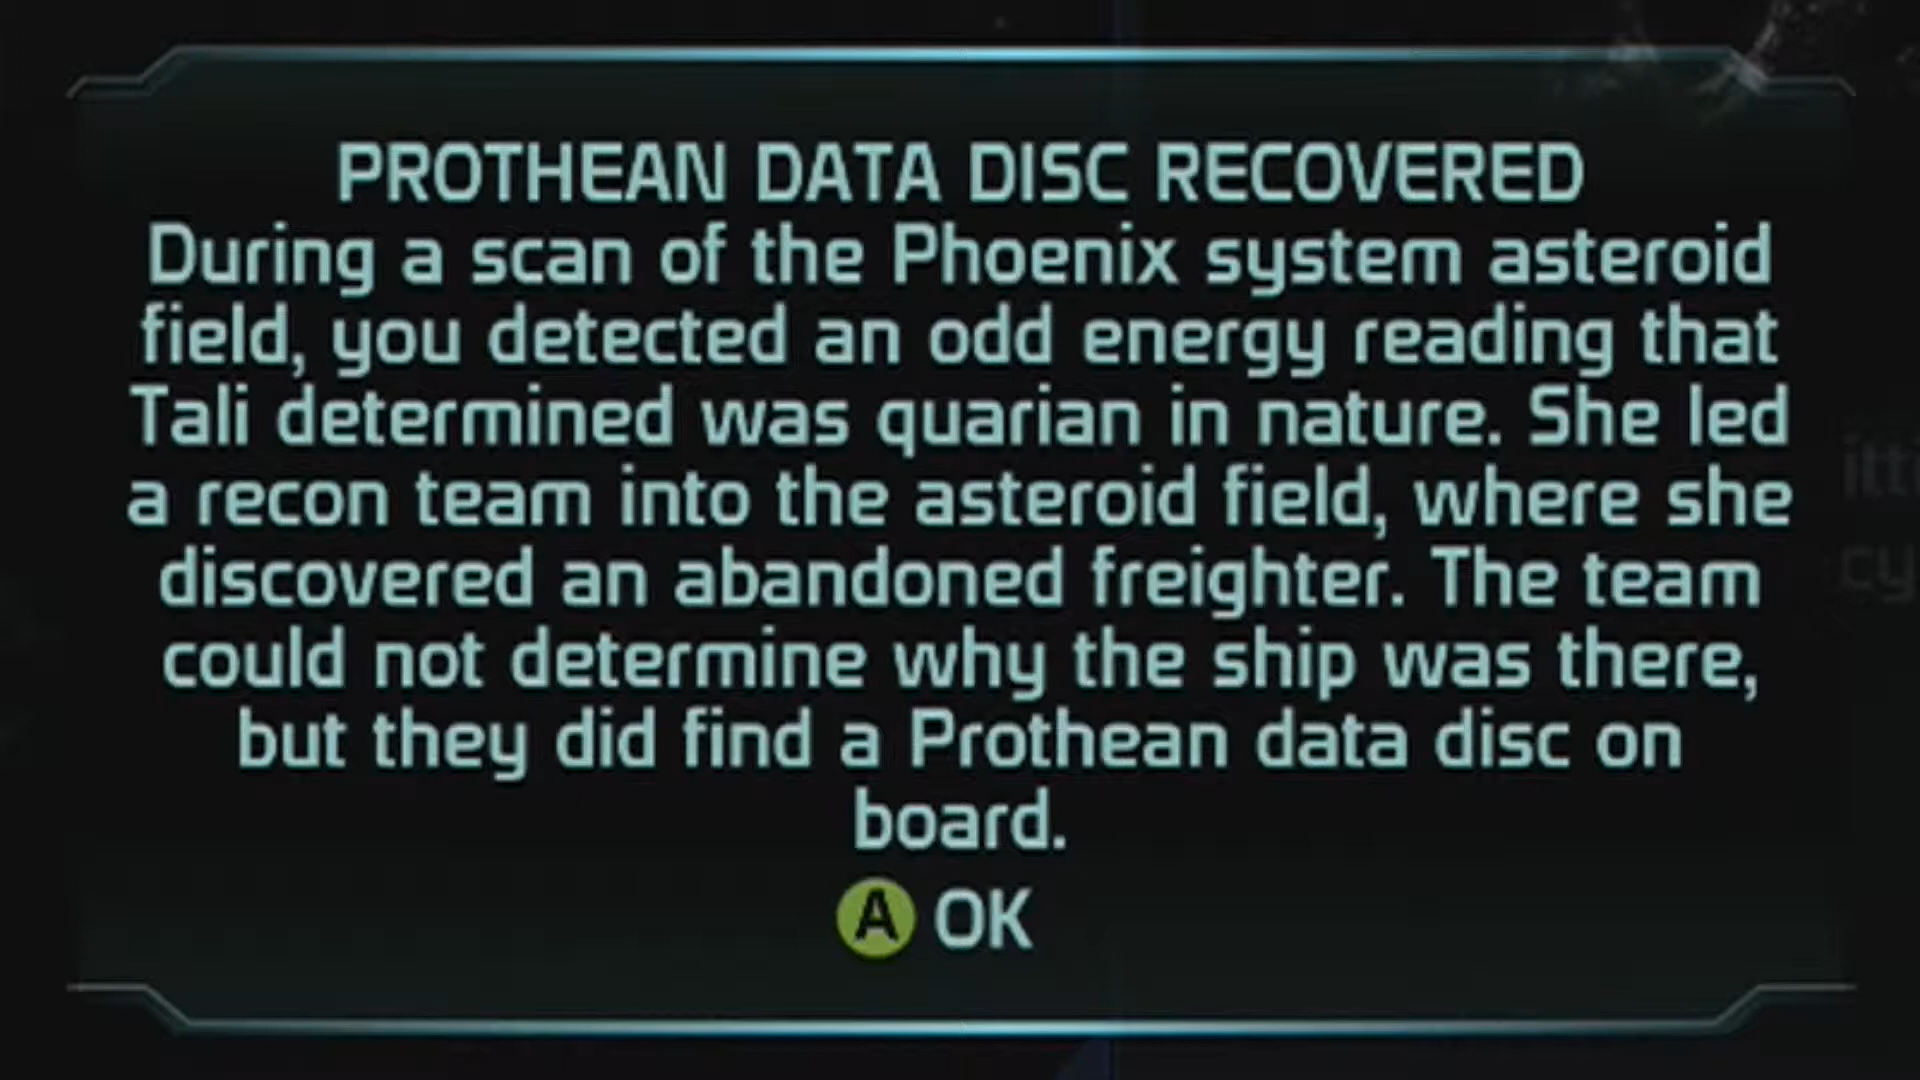 PROTHEAN DATA DISC RECOVERED
During a scan of the Phoenix system asteroid
field, you detected an odd energy reading that
Tali determined was quarian in nature. She led
a recon team into the asteroid field, where she
discovered an abandoned freighter. The team
could not determine why the ship was there,
but they did find a Prothean data disc on
board.
A OK